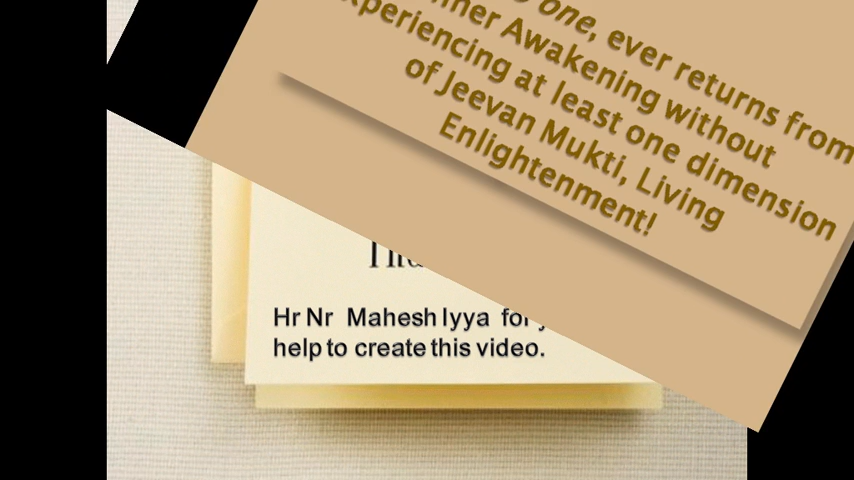 one, ever returns from
Inner Awakening without
experiencing at least one dimension
of Jeevan Mukti, Living
Enlightenment!
Hr Nr Mahesh Iyya for
help to create this video.